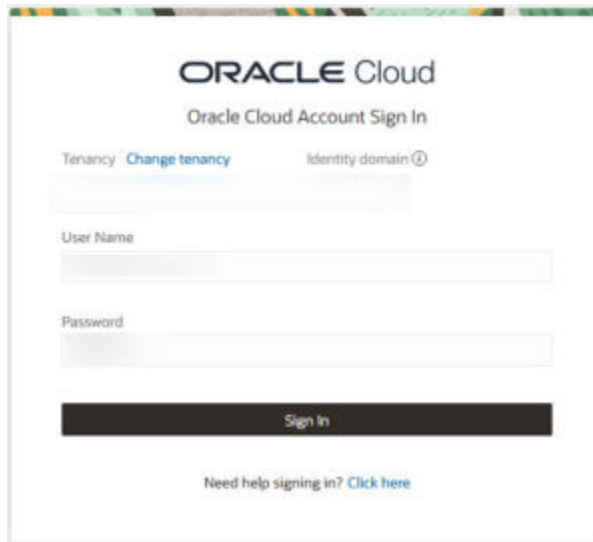 ORACLE Cloud
Oracle Cloud Account Sign In
Tenancy Change tenancy Identity domain
User Name
Password
Sign In
Need help signing in? Click here